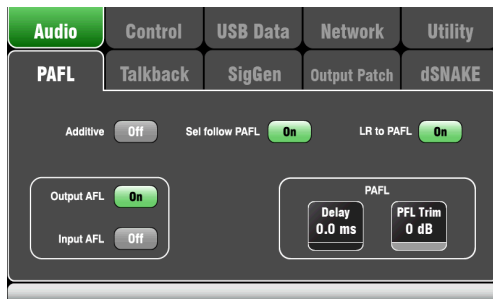 Audio Control USB Data Network Utility
PAFL Talkback SigGen Output Patch dSNAKE
Additive Off Sel follow PAFL On LR to PAFL On
Output AFL On
Input AFL Off
PAFL
Delay
0.0 ms
PFL Trim
0 dB